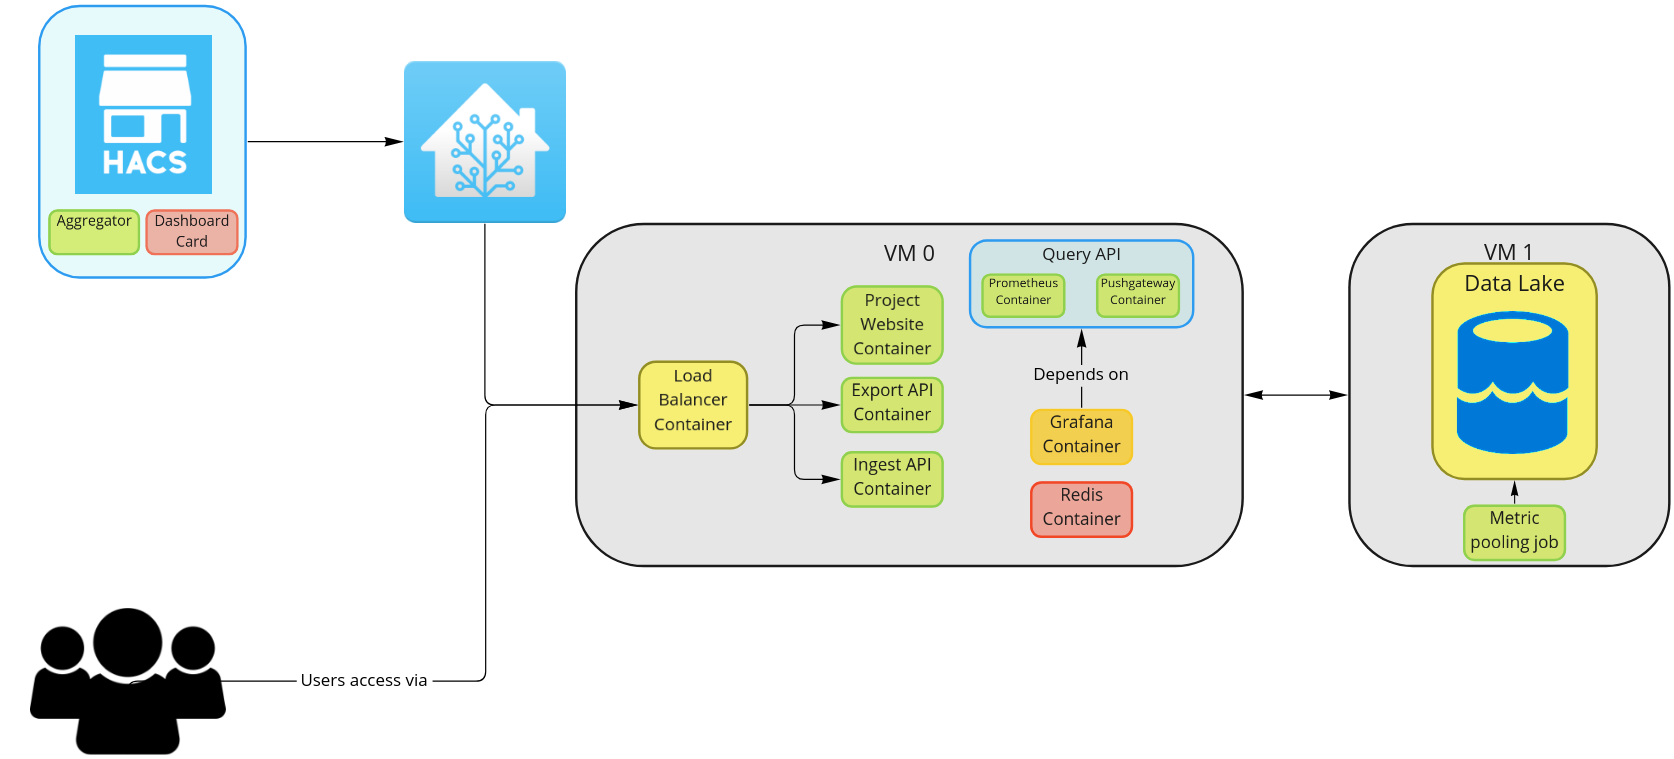 HACS
Aggregator
Dashboard
Card
VM 0
Query API
Prometheus
Container
Pushgateway
Container
Project
Website
Container
Load
Balancer
Container
Export API
Container
Ingest API
Container
Depends on
Grafana
Container
Redis
Container
VM 1
Data Lake
Metric
pooling job
Users access via